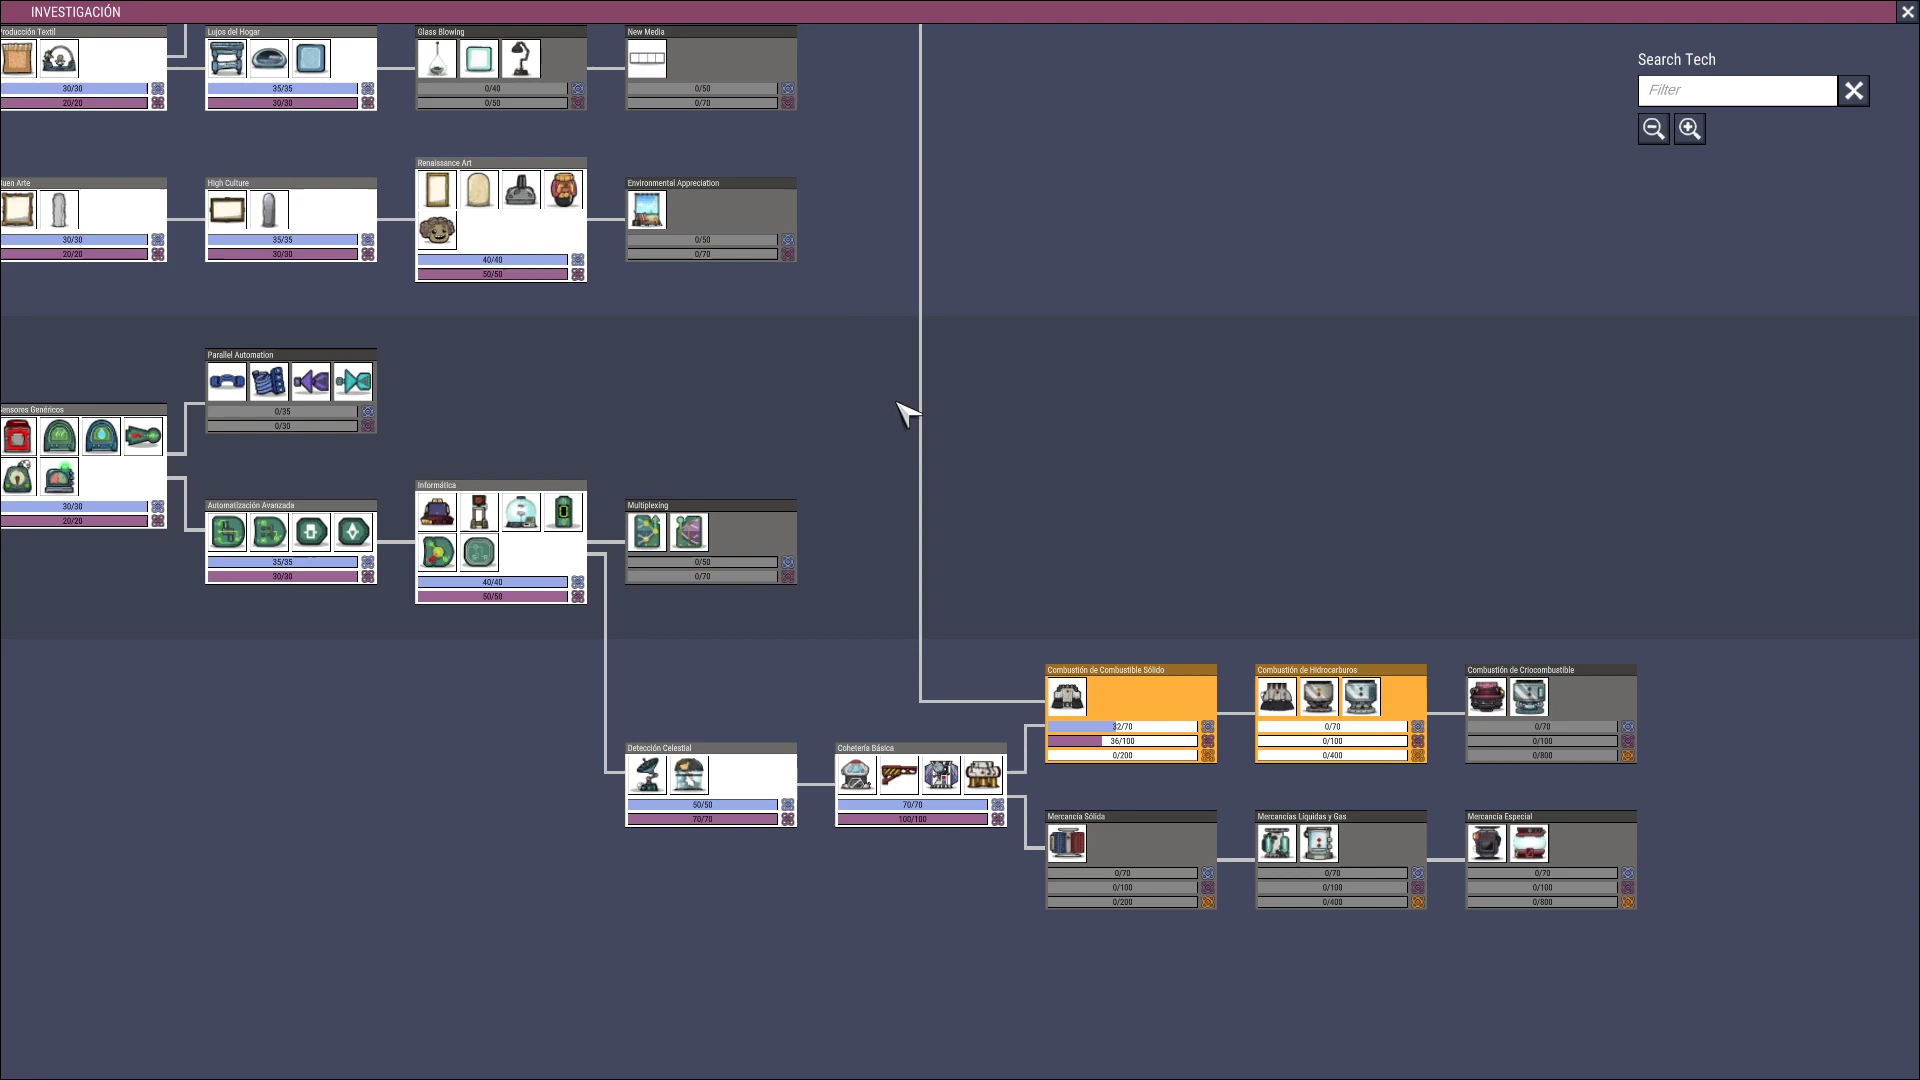 INVESTIGACIÓN
Search Tech
Filter
Producción Textil
30/30
20/20
Lujos del Hogar
35/35
30/30
Glass Blowing
0/40
0/50
New Media
0/50
0/70
Buen Arte
30/30
20/20
High Culture
35/35
30/30
Renaissance Art
40/40
50/50
Environmental Appreciation
0/50
0/70
Parallel Automation
0/35
0/30
Sensores Genéricos
30/30
20/20
Automatización Avanzada
35/35
30/30
Informática
40/40
50/50
Multiplexing
0/50
0/70
Detección Celestial
50/50
70/70
Cohetería Básica
70/70
100/100
Combustión de Combustible Sólido
32/70
36/100
0/200
Combustión de Hidrocarburos
0/70
0/100
0/400
Combustión de Criocombustible
0/70
0/100
0/800
Mercancía Sólida
0/70
0/100
0/200
Mercancías Líquidas y Gas
0/70
0/100
0/400
Mercancía Especial
0/70
0/100
0/800